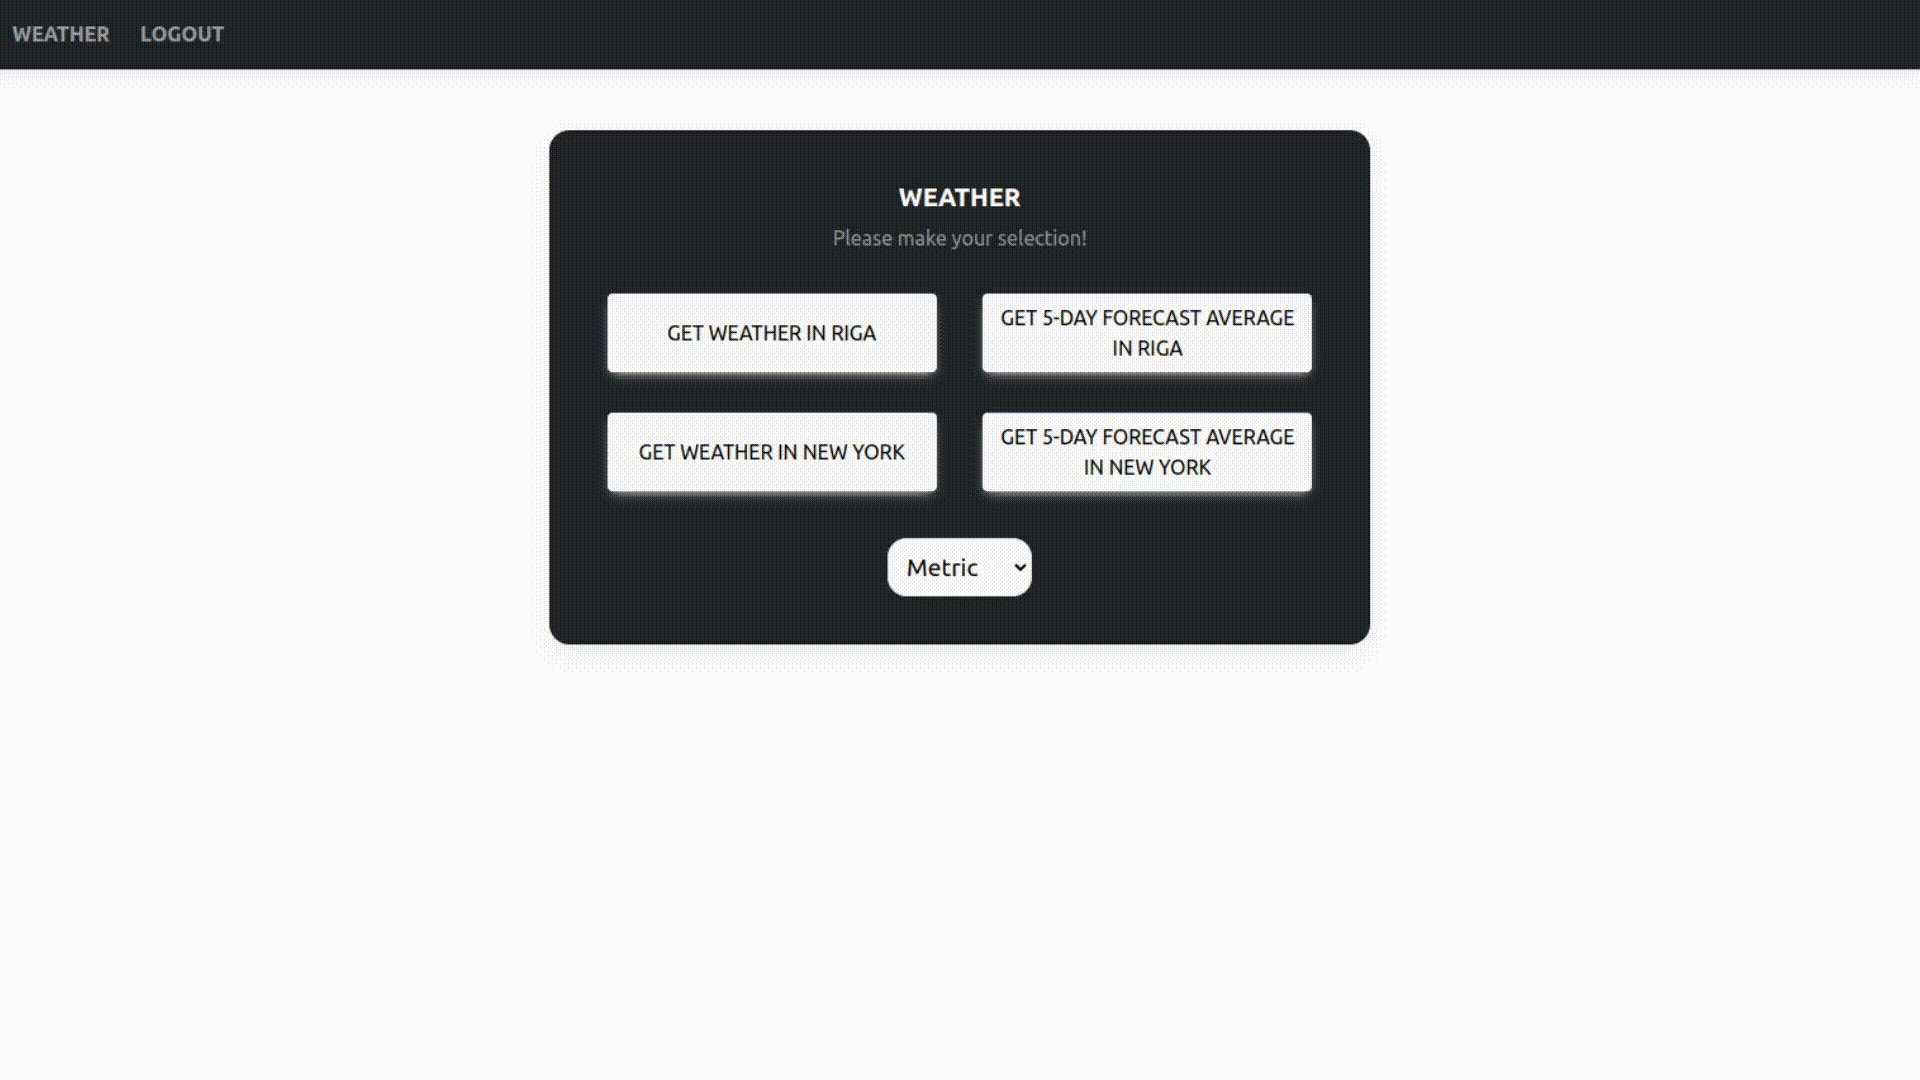 WEATHER LOGOUT
WEATHER
Please make your selection!
GET WEATHER IN RIGA
GET 5-DAY FORECAST AVERAGE
IN RIGA
GET WEATHER IN NEW YORK
GET 5-DAY FORECAST AVERAGE
IN NEW YORK
Metric